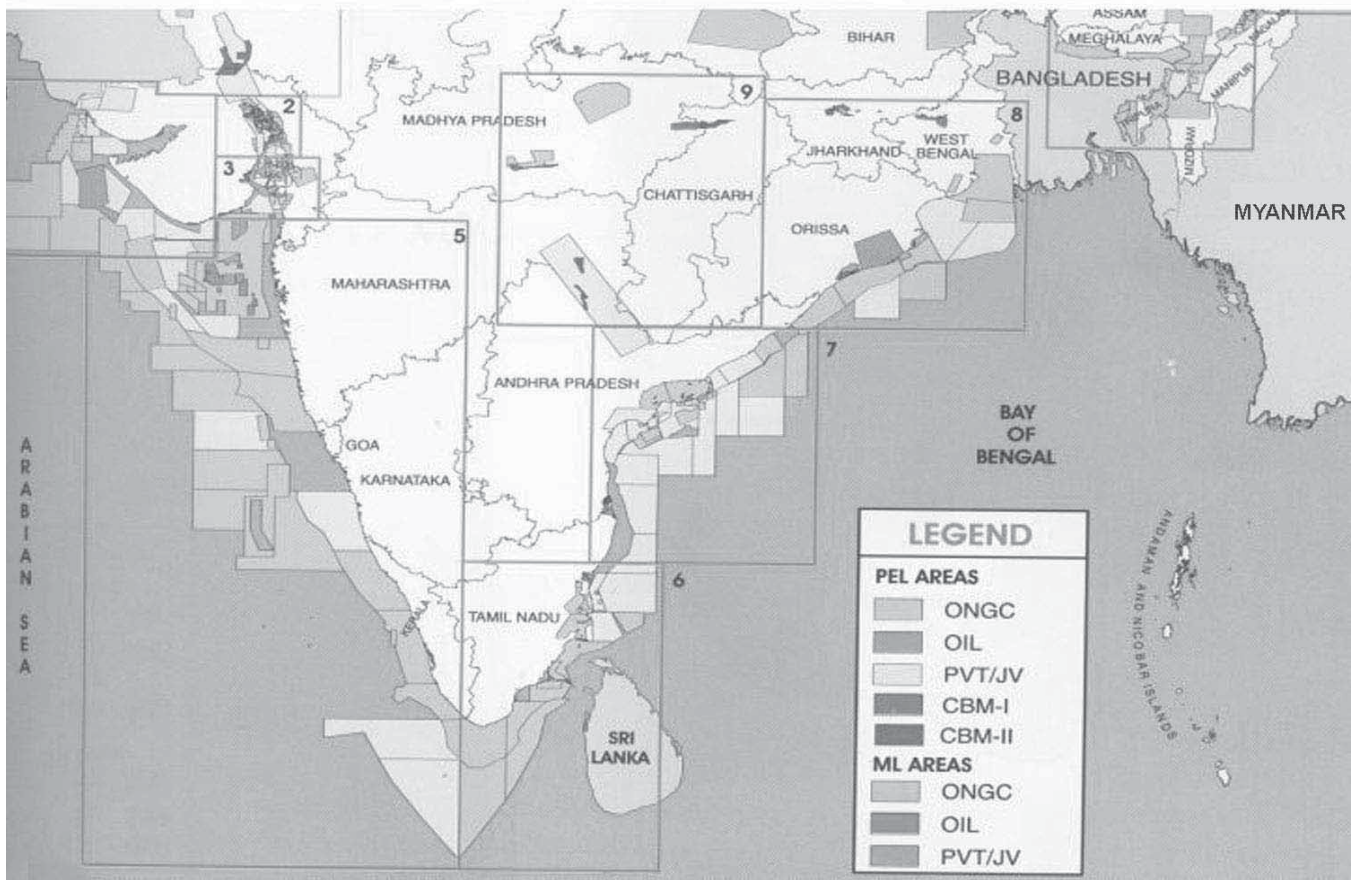 ASSAM
MEGHALAYA
BIHAR
BANGLADESH
MANIPUR
MIZORAM
2
9
8
3
MADHYA PRADESH
JHARKHAND
WEST
BENGAL
CHATTISGARH
MYANMAR
ORISSA
5
MAHARASHTRA
7
ANDHRA PRADESH
BAY
OF
BENGAL
GOA
KARNATAKA
ARABIAN SEA
6
TAMIL NADU
KERALA
SRI
LANKA
ANDAMAN AND NICOBAR ISLANDS
LEGEND
PEL AREAS
ONGC
OIL
PVT/JV
CBM-I
CBM-II
ML AREAS
ONGC
OIL
PVT/JV